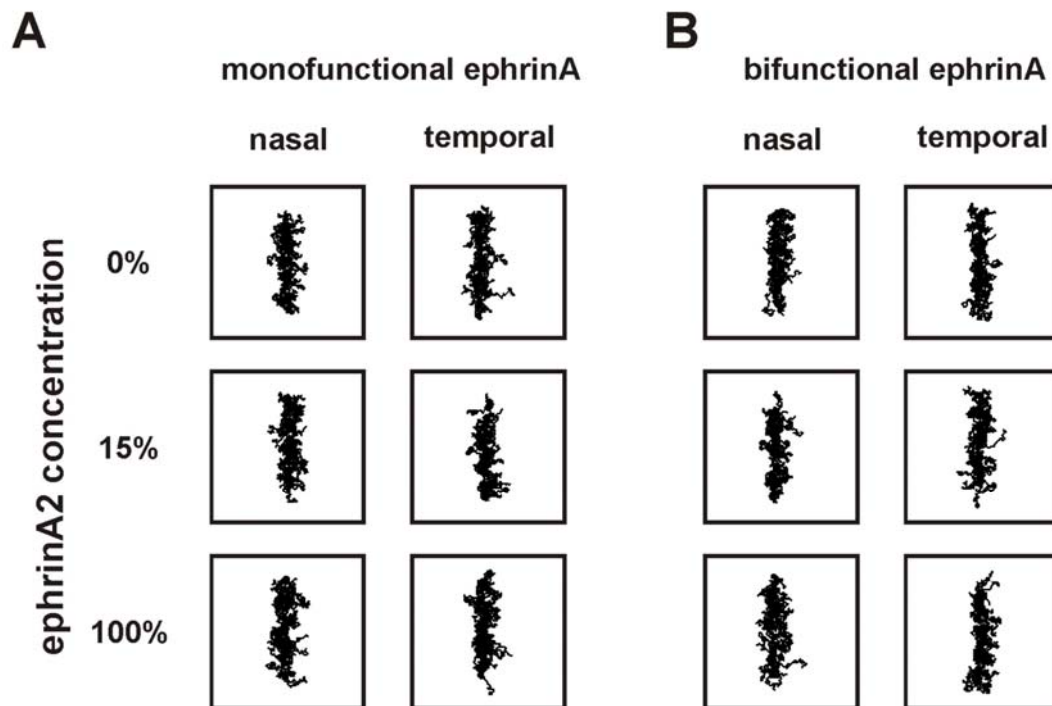 A
B
monofunctional ephrinA
bifunctional ephrinA
nasal
temporal
nasal
temporal
ephrinA2 concentration
0%
15%
100%